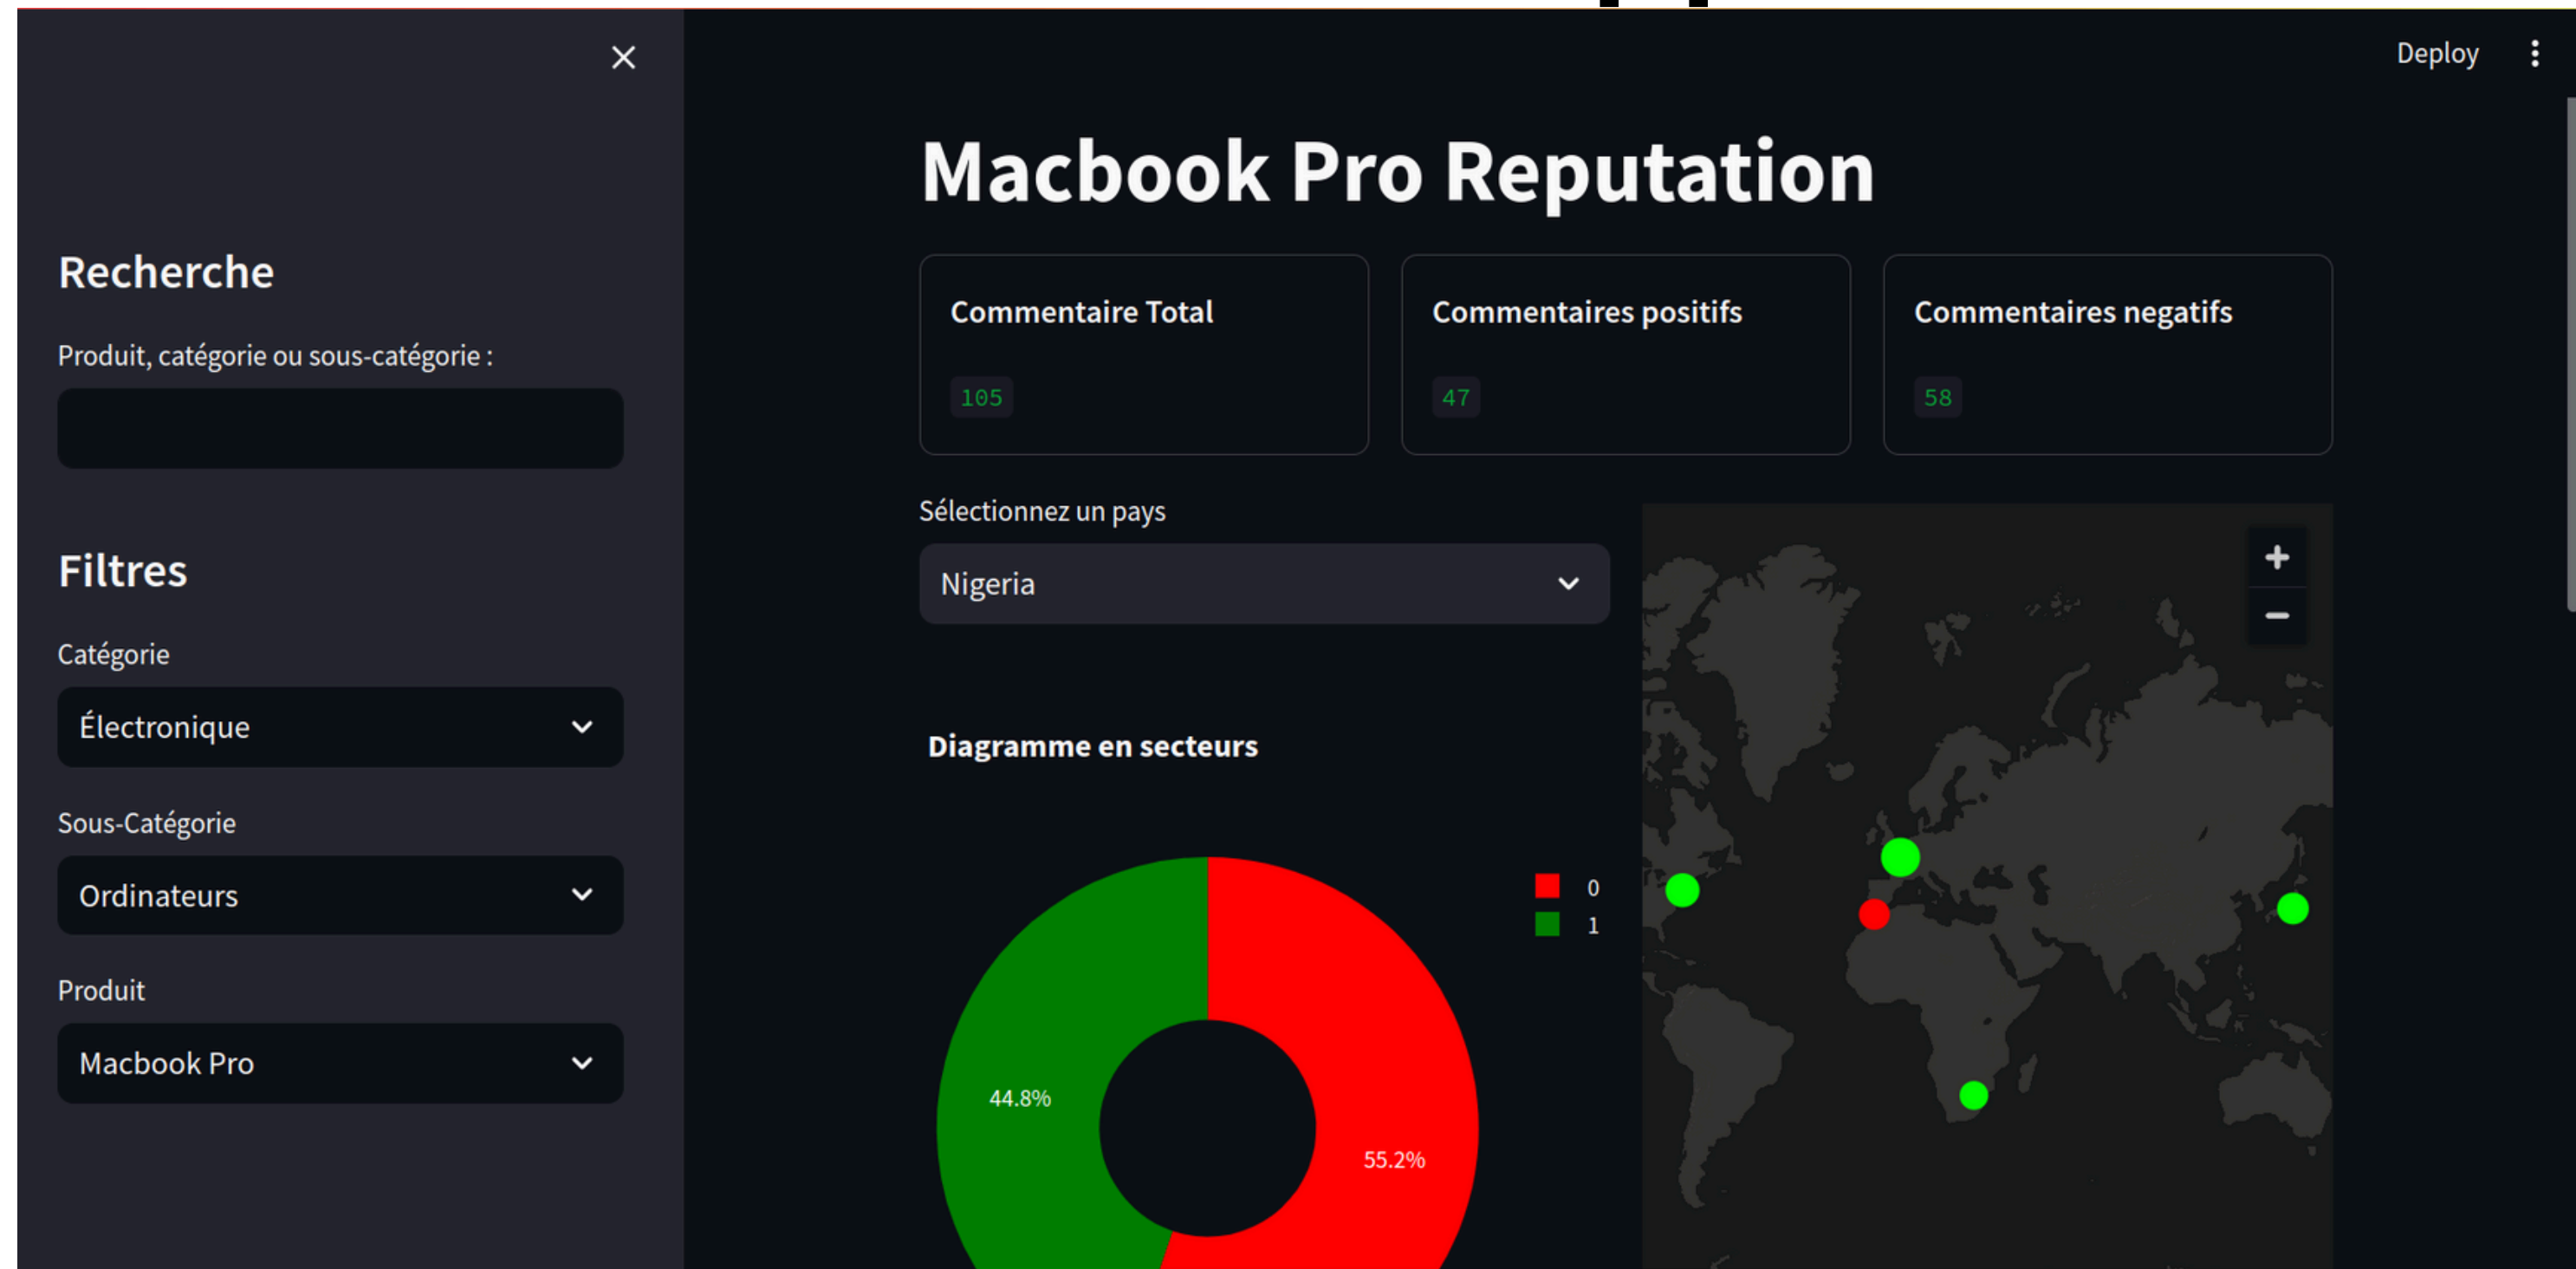 Deploy
Macbook Pro Reputation
Recherche
Produit, catégorie ou sous-catégorie :
Filtres
Catégorie
Électronique
Sous-Catégorie
Ordinateurs
Produit
Macbook Pro
Commentaire Total
105
Commentaires positifs
47
Commentaires negatifs
58
Sélectionnez un pays
Nigeria
Diagramme en secteurs
0
1
44.8%
55.2%